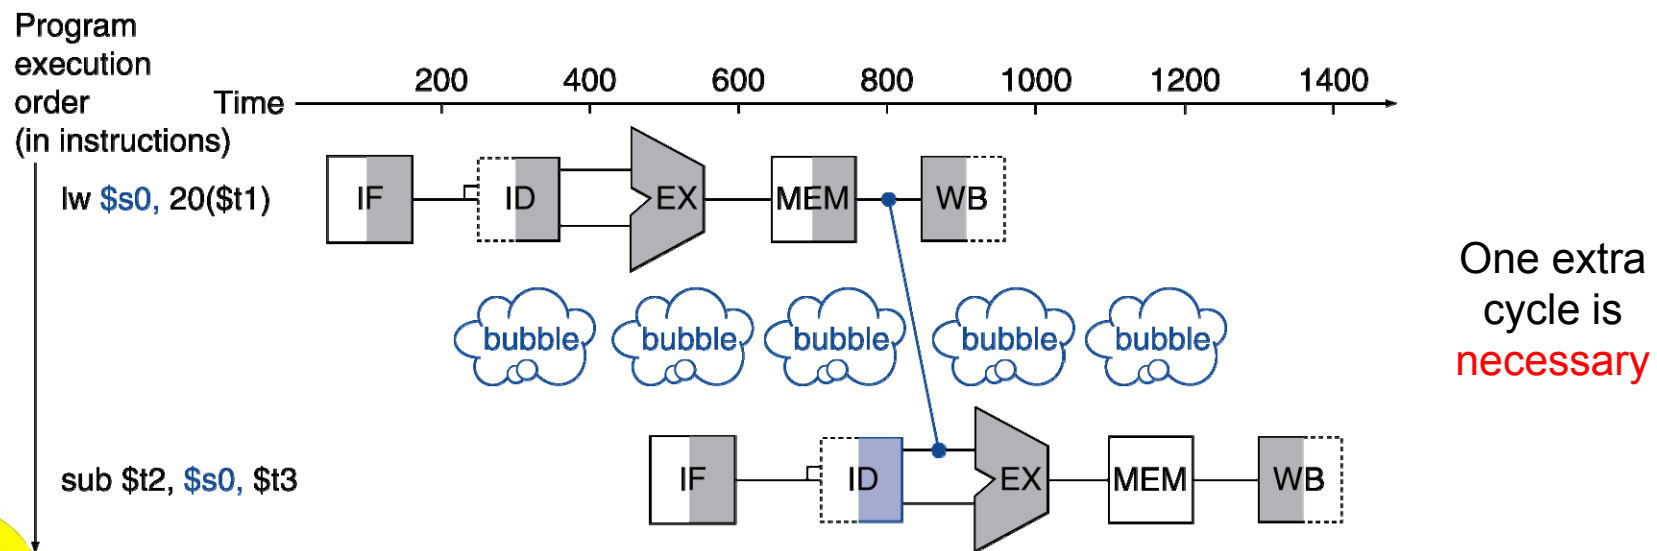 Program
execution
order
(in instructions)
Time
200 400 600 800 1000 1200 1400
lw $s0, 20($t1)
IF ID EX MEM WB
bubble bubble bubble bubble bubble
One extra
cycle is
necessary
sub $t2, $s0, $t3
IF ID EX MEM WB